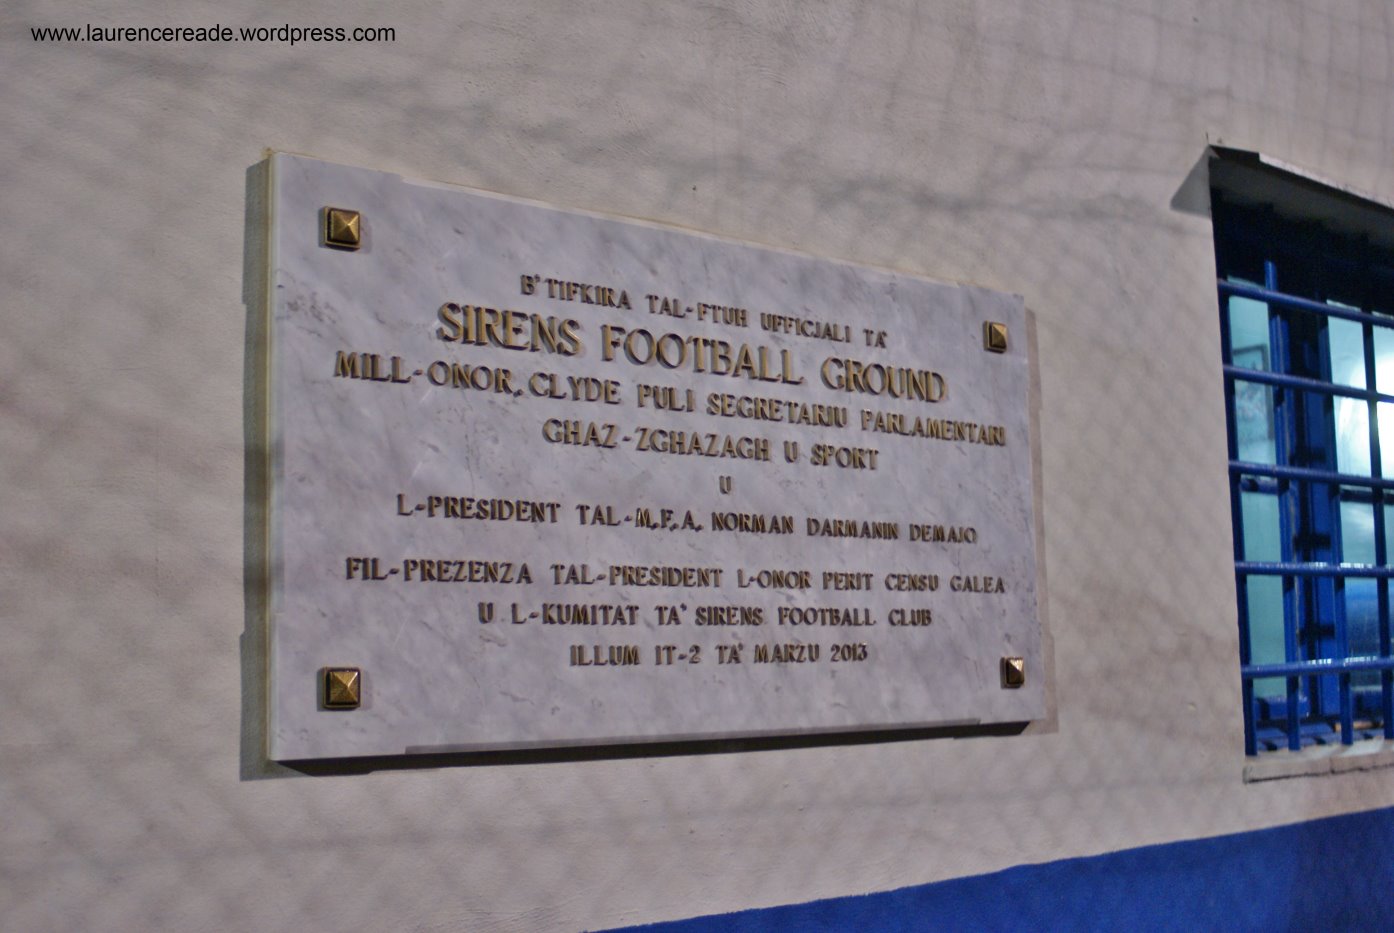 www.laurencereade.wordpress.com
B'TIFKIRA TAL-FTUH UFFICJALI TA'
SIRENS FOOTBALL GROUND
MILL-ONOR. CLYDE PULI SEGRETARJU PARLAMENTARI
GHAZ-ZGHAZAGH U SPORT
U
L-PRESIDENT TAL-M.F.A. NORMAN DARMANIN DEMAJO
FIL-PREZENZA TAL-PRESIDENT L-ONOR PERIT CENSU GALEA
U L-KUMITAT TA' SIRENS FOOTBALL CLUB
ILLUM IT-2 TA' MARZU 2013